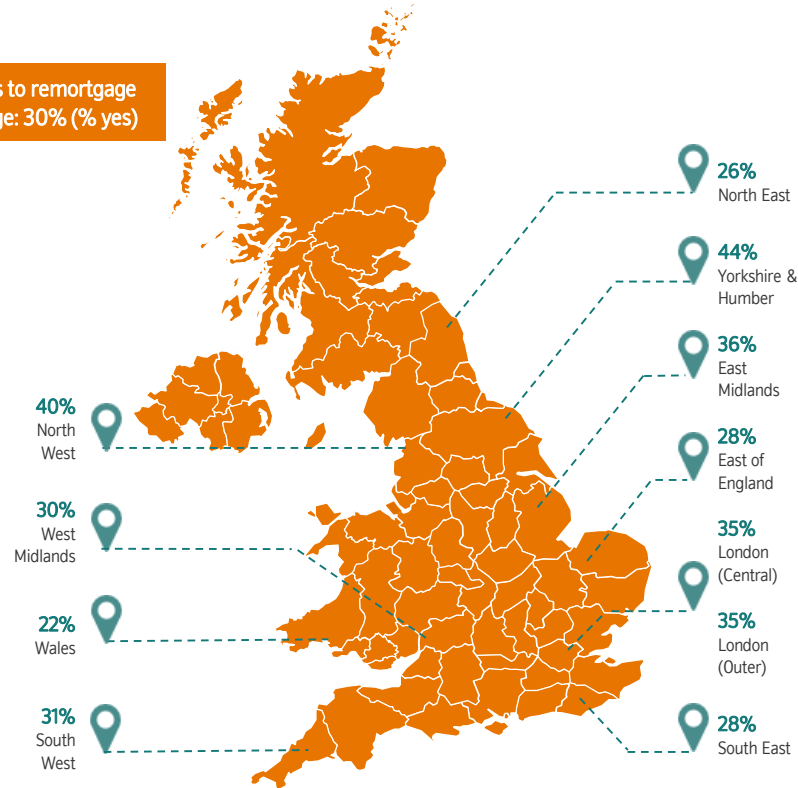 to remortgage
30% (% yes)
26%
North East
44%
Yorkshire &
Humber
36%
East
Midlands
28%
East of
England
35%
London
(Central)
35%
London
(Outer)
28%
South East
40%
North
West
30%
West
Midlands
22%
Wales
31%
South
West